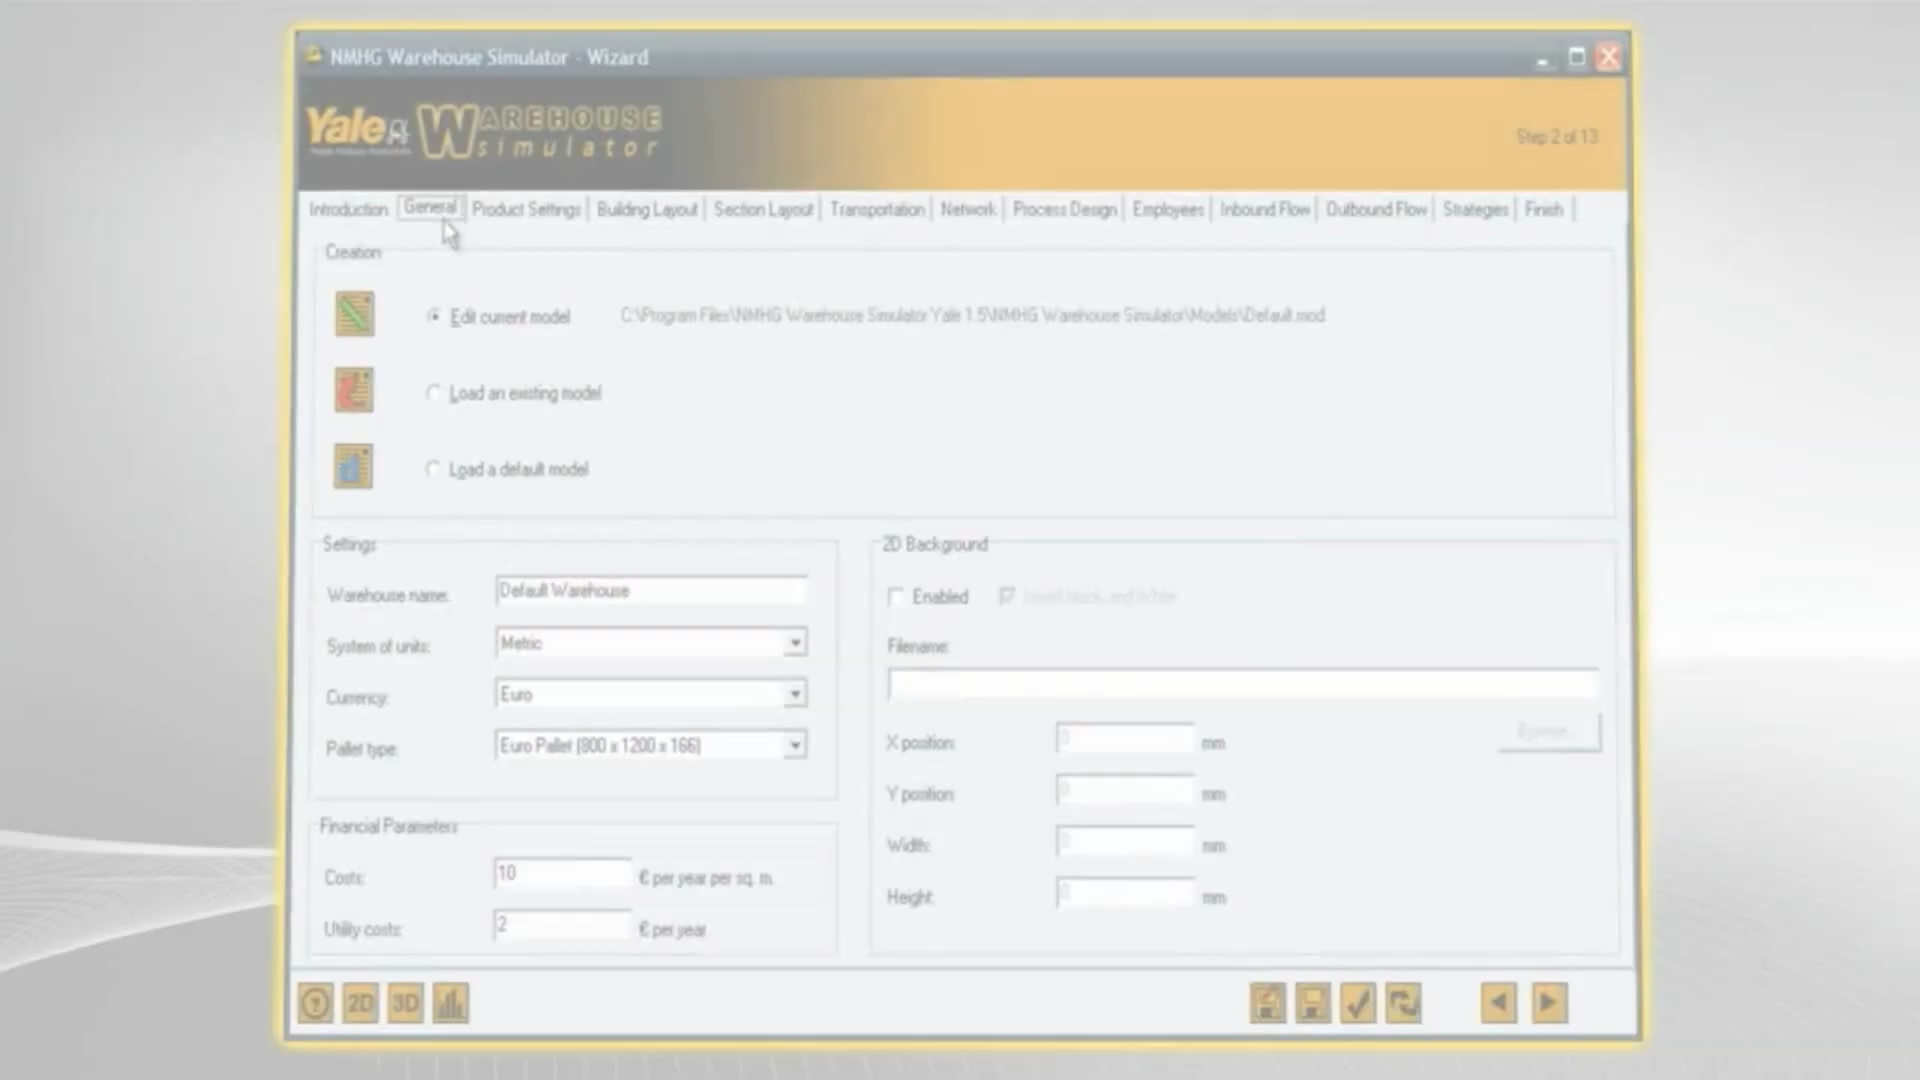 NMHG Warehouse Simulator - Wizard
Yale WAREHOUSE simulator
Step 2 of 13
Introduction General Product Settings Building Layout Section Layout Transportation Network Process Design Employees Inbound Flow Outbound Flow Strategies Finish
Creation
Edit current model C:\Program Files\NMHG Warehouse Simulator Yale 1.5\NMHG Warehouse Simulator\Models\Default.mod
Load an existing model
Load a default model
Settings
Warehouse name: Default Warehouse
System of units: Metric
Currency: Euro
Pallet type: Euro Pallet (800 x 1200 x 166)
Financial Parameters
Costs: 10 € per year per sq. m.
Utility costs: 2 € per year
2D Background
Enabled
Filename:
X position: 0 mm
Y position: 0 mm
Width: 0 mm
Height: 0 mm
? 2D 3D